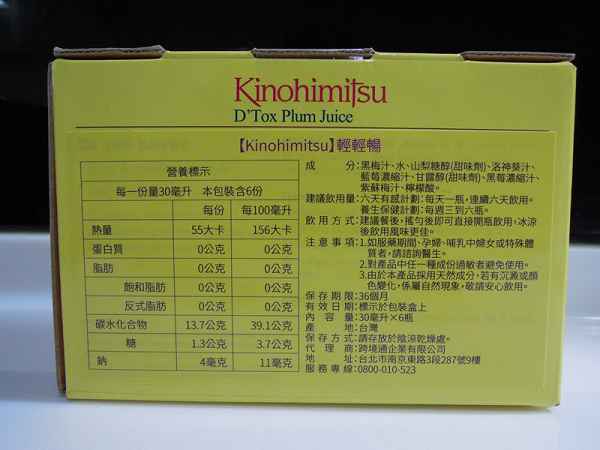 Kinohimitsu
D'Tox Plum Juice
【Kinohimitsu】輕輕暢
營養標示
每一份量30毫升 本包裝含6份
每份 每100毫升
熱量 55大卡 156大卡
蛋白質 0公克 0公克
脂肪 0公克 0公克
飽和脂肪 0公克 0公克
反式脂肪 0公克 0公克
碳水化合物 13.7公克 39.1公克
糖 1.3公克 3.7公克
鈉 4毫克 11毫克
成 分:黑梅汁、水、山梨糖醇(甜味劑)、洛神葵汁、
藍莓濃縮汁、甘露醇(甜味劑)、黑莓濃縮汁、
紫蘇梅汁、檸檬酸。
建議飲用量:六天有感計劃:每天一瓶,連續六天飲用。
養生保健計劃:每週三到六瓶。
飲用方式:建議餐後,搖勻後即可直接開瓶飲用,冰涼
後飲用風味更佳。
注意事項:1.如服藥期間、孕婦、哺乳中婦女或特殊體
質者,請諮詢醫生。
2.對產品中任一種成份過敏者避免使用。
3.由於本產品採用天然成分,若有沉澱或顏
色變化,係屬自然現象,敬請安心飲用。
保存期限:36個月
有效日期:標示於包裝盒上
內容量:30毫升×6瓶
產 地:台灣
保存方式:請存放於陰涼乾燥處。
代理商:跨境通企業有限公司
地 址:台北市南京東路3段287號9樓
服務專線:0800-010-523